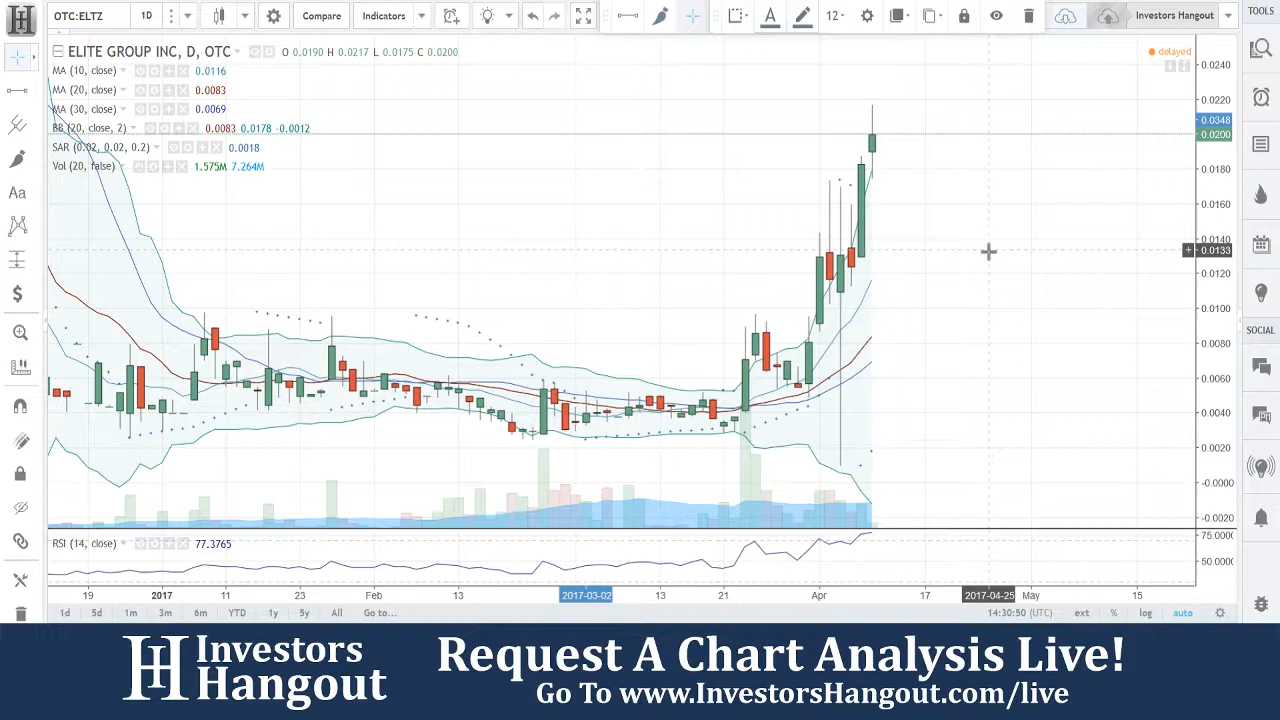 OTC:ELTZ 1D Compare Indicators 12 Investors Hangout TOOLS
ELITE GROUP INC, D, OTC O 0.0190 H 0.0217 L 0.0175 C 0.0200
delayed
MA (10, close) 0.0116
MA (20, close) 0.0083
MA (30, close) 0.0069
BB (20, close, 2) 0.0083 0.0178 -0.0012
SAR (0.02, 0.02, 0.2) 0.0018
Vol (20, false) 1.575M 7.264M
Aa
$
0.0240
0.0220
0.0348
0.0200
0.0180
0.0160
0.0140
0.0133
0.0120
0.0100
0.0080
0.0060
0.0040
0.0020
-0.0000
-0.0020
SOCIAL
RSI (14, close) 77.3765
75.000
50.0000
19 2017 11 23 Feb 13 2017-03-02 13 21 Apr 17 2017-04-25 May 15
1d 5d 1m 3m 6m YTD 1y 5y All Go to... 14:30:50 (UTC) ext % log auto
Investors
Hangout
Request A Chart Analysis Live!
Go To www.InvestorsHangout.com/live